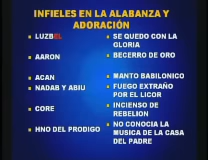 INFIELES EN LA ALABANZA Y
ADORACIÓN
LUZBEL
SE QUEDO CON LA
GLORIA
AARON
BECERRO DE ORO
ACAN
MANTO BABILONICO
NADAB Y ABIU
FUEGO EXTRAÑO
POR EL LICOR
CORE
INCIENSO DE
REBELION
HNO DEL PRODIGO
NO CONOCIA LA
MUSICA DE LA CASA
DEL PADRE